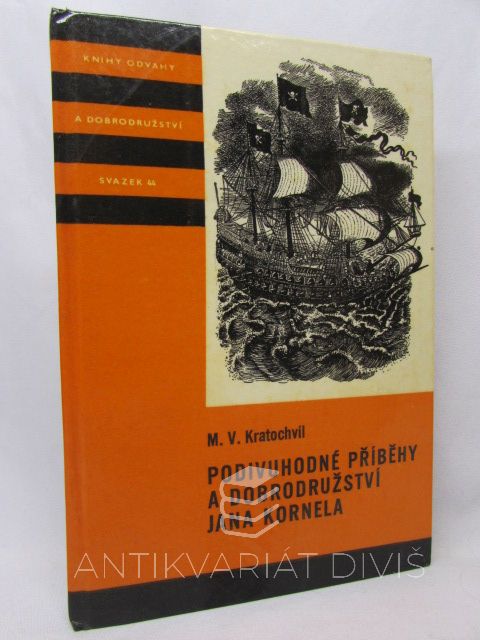 KNIHY ODVAHY
A DOBRODRUŽSTVÍ
SVAZEK 44
M. V. Kratochvíl
PODIVUHODNÉ PŘÍBĚHY
A DOBRODRUŽSTVÍ
JANA KORNELA
ANTIKVARIÁT DIVIŠ